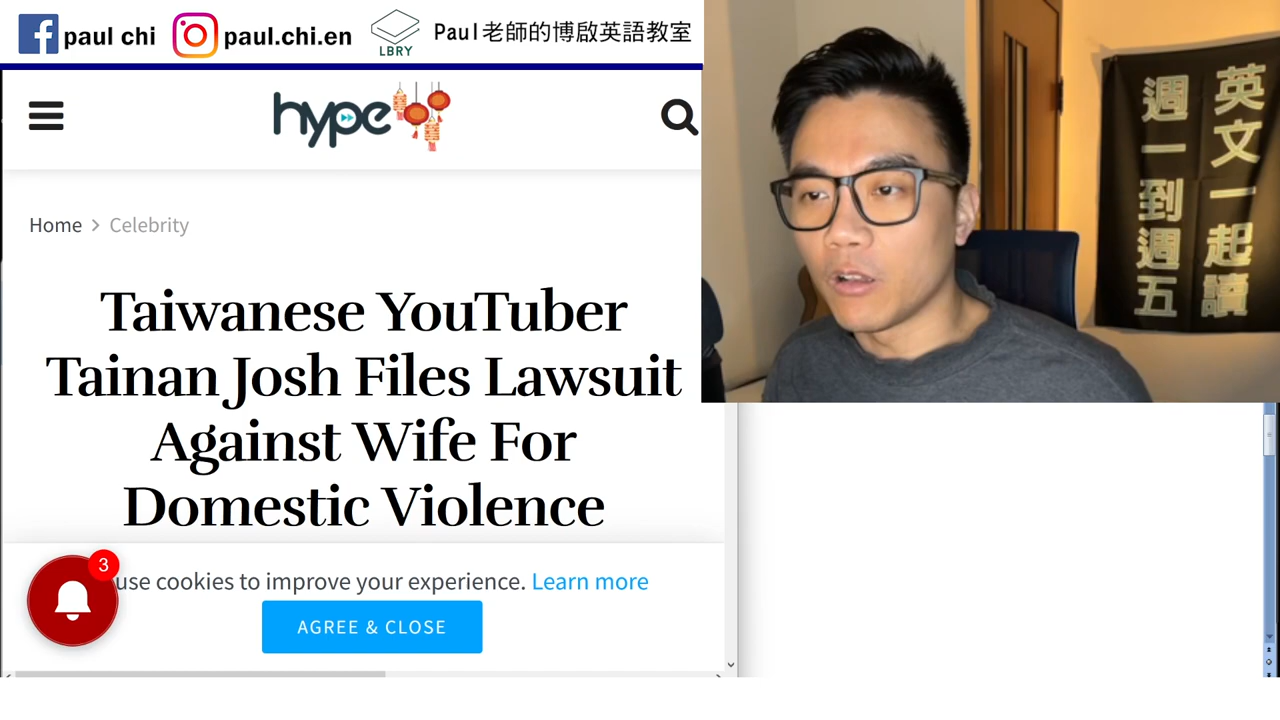 paul chi
paul.chi.en
LBRY
Paul老師的博啟英語教室
hype
Home > Celebrity
Taiwanese YouTuber
Tainan Josh Files Lawsuit
Against Wife For
Domestic Violence
3
use cookies to improve your experience. Learn more
AGREE & CLOSE
英文一起讀
週一到週五